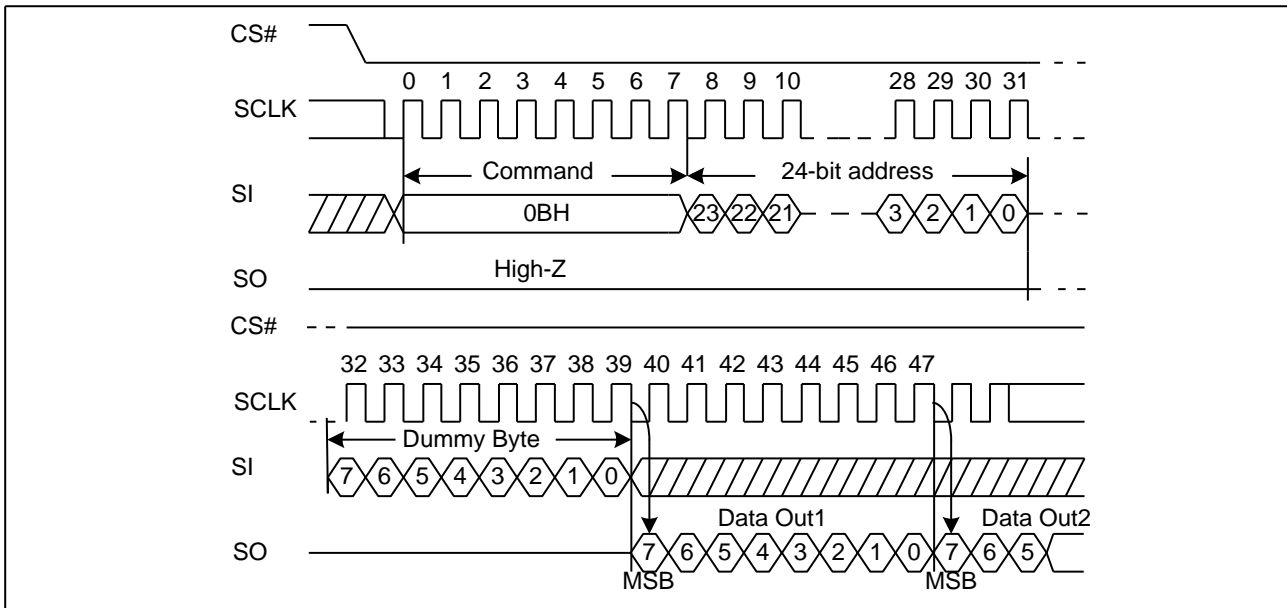 CS#
0 1 2 3 4 5 6 7 8 9 10 28 29 30 31
SCLK
Command 24-bit address
SI
0BH 23 22 21 3 2 1 0
High-Z
SO
CS#
32 33 34 35 36 37 38 39 40 41 42 43 44 45 46 47
SCLK
Dummy Byte
SI
7 6 5 4 3 2 1 0
Data Out1 Data Out2
SO
7 6 5 4 3 2 1 0 7 6 5
MSB MSB